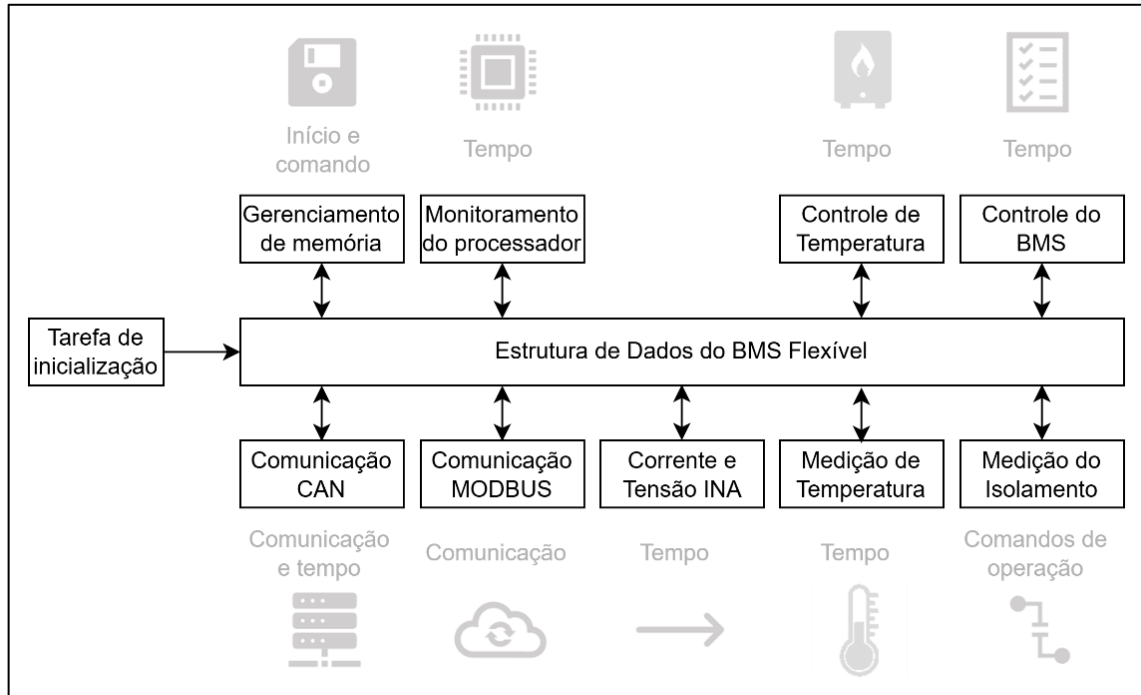 Início e
comando
Tempo
Tempo
Tempo
Gerenciamento
de memória
Monitoramento
do processador
Controle de
Temperatura
Controle do
BMS
Tarefa de
inicialização
Estrutura de Dados do BMS Flexível
Comunicação
CAN
Comunicação
MODBUS
Corrente e
Tensão INA
Medição de
Temperatura
Medição do
Isolamento
Comunicação
e tempo
Comunicação
Tempo
Tempo
Comandos de
operação